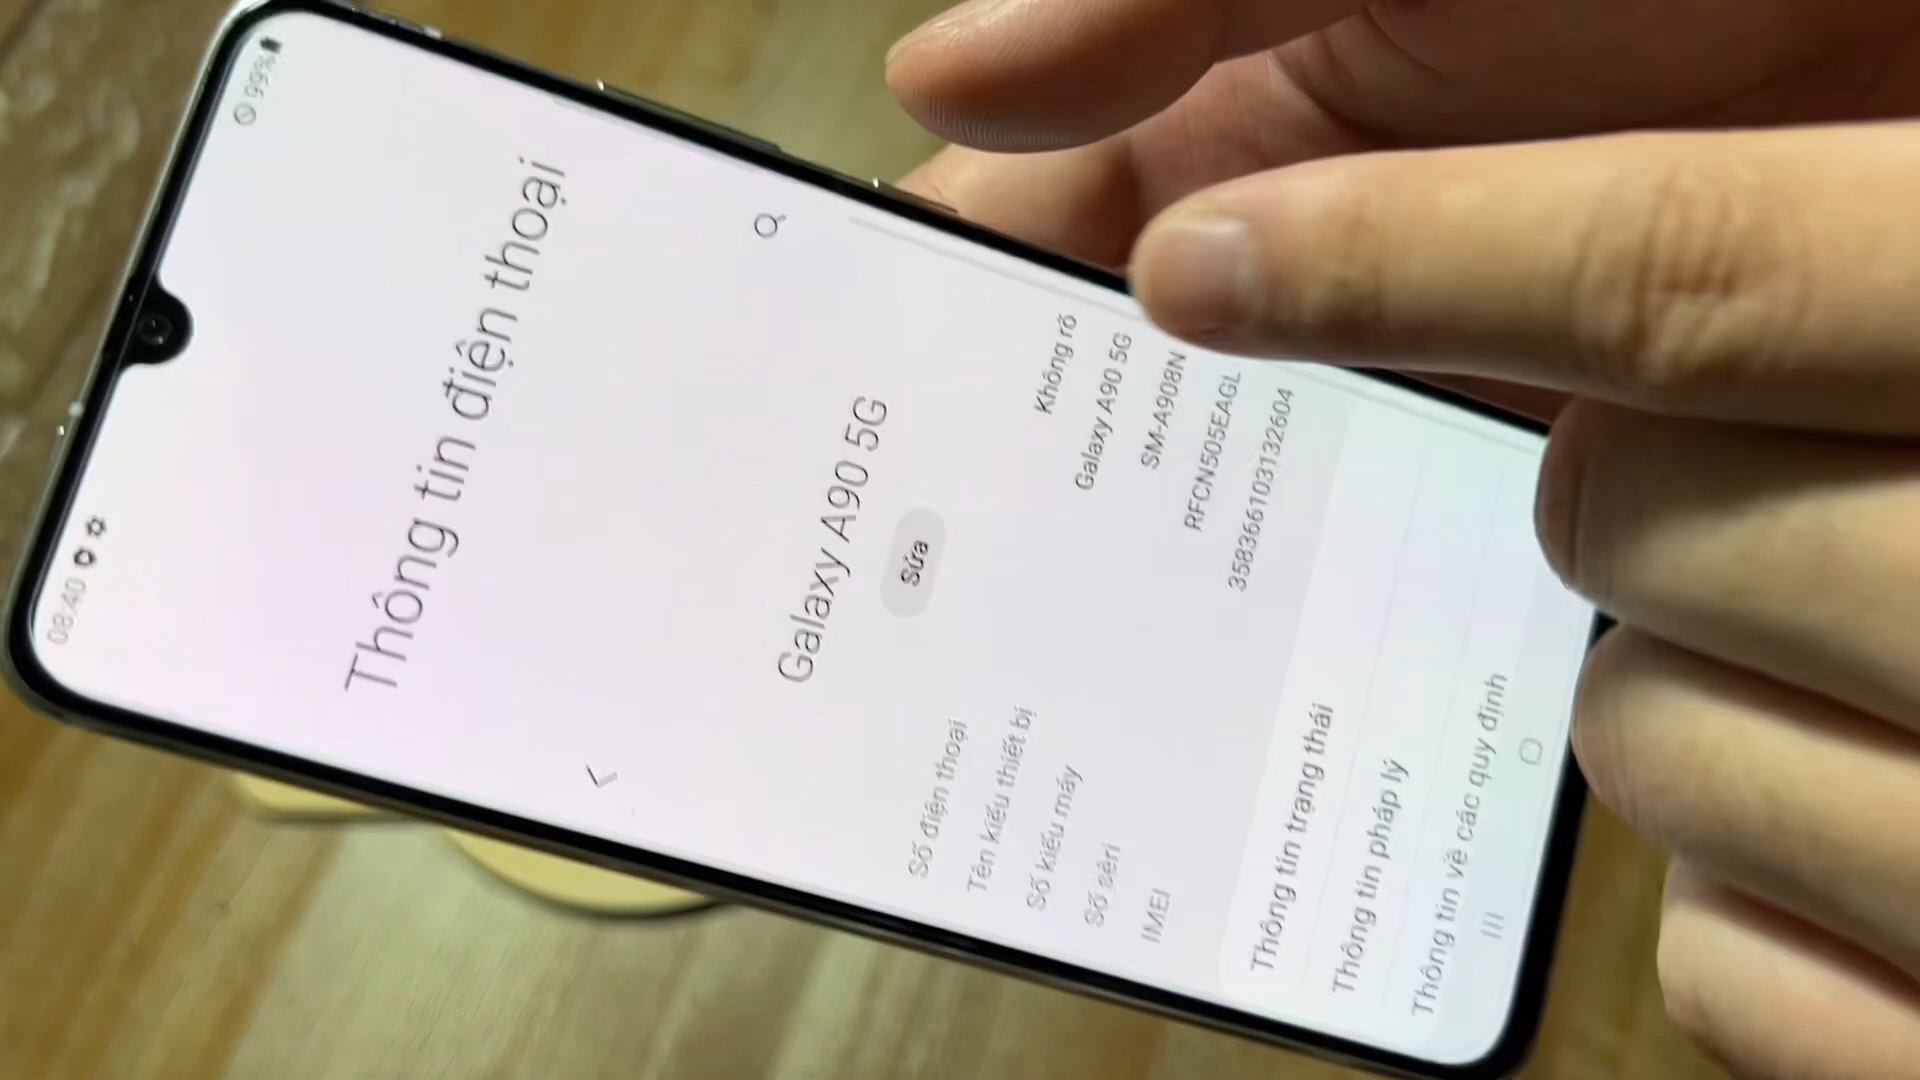 08:40
99%
Thông tin điện thoại
Galaxy A90 5G
Sửa
Số điện thoại Không rõ
Tên kiểu thiết bị Galaxy A90 5G
Số kiểu máy SM-A908N
Số sêri RFCN505EAGL
IMEI 358366103132604
Thông tin trạng thái
Thông tin pháp lý
Thông tin về các quy định